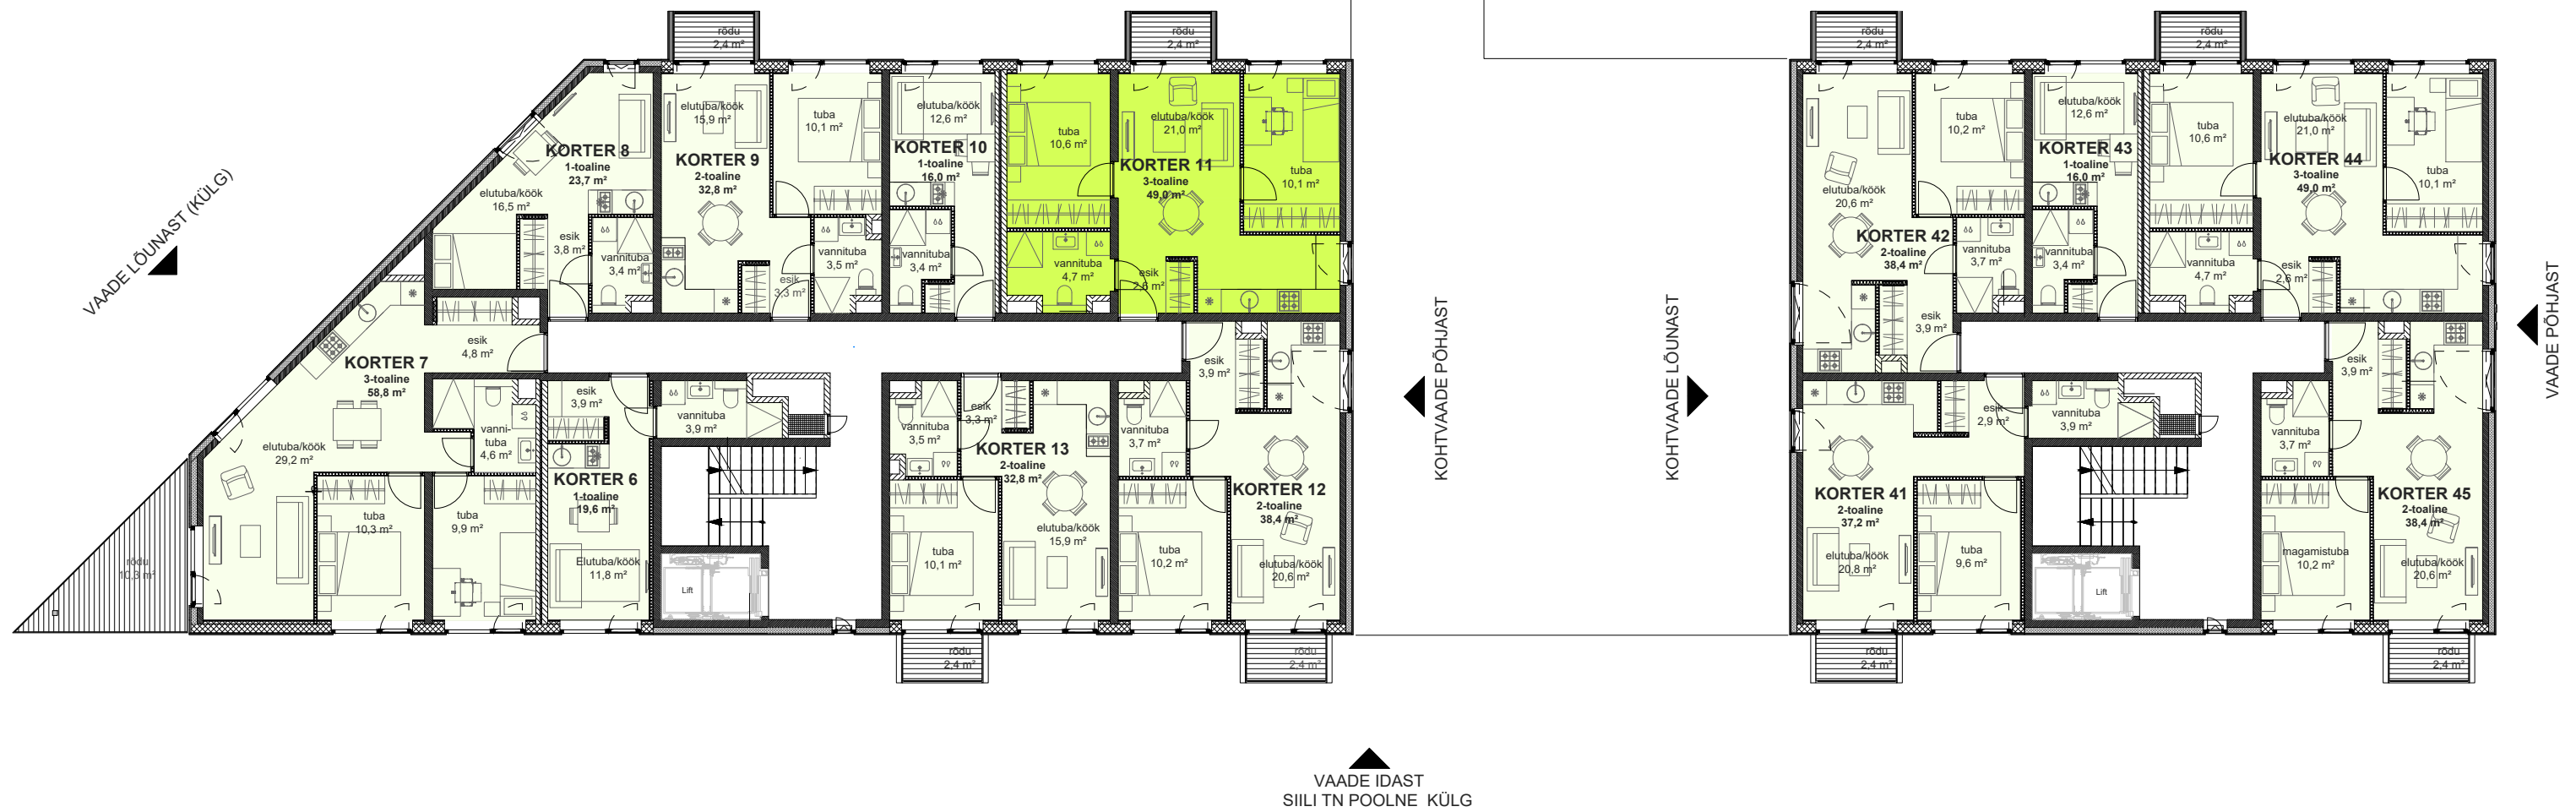 VAADE LÕUNAST (KÜLG)
rõdu
2,4 m²
rõdu
2,4 m²
KORTER 8
1-toaline
23,7 m²
elutuba/köök
16,5 m²
esik
3,8 m²
vannituba
3,4 m²
elutuba/köök
15,9 m²
KORTER 9
2-toaline
32,8 m²
tuba
10,1 m²
vannituba
3,5 m²
esik
3,3 m²
elutuba/köök
12,6 m²
KORTER 10
1-toaline
16,0 m²
vannituba
3,4 m²
tuba
10,6 m²
elutuba/köök
21,0 m²
KORTER 11
3-toaline
49,0 m²
tuba
10,1 m²
vannituba
4,7 m²
esik
2,6 m²
KORTER 7
3-toaline
58,8 m²
esik
4,8 m²
elutuba/köök
29,2 m²
vanni-
tuba
4,6 m²
tuba
10,3 m²
tuba
9,9 m²
rõdu
10,3 m²
esik
3,9 m²
KORTER 6
1-toaline
19,6 m²
Elutuba/köök
11,8 m²
vannituba
3,9 m²
Lift
vannituba
3,5 m²
esik
3,3 m²
KORTER 13
2-toaline
32,8 m²
elutuba/köök
15,9 m²
tuba
10,1 m²
vannituba
3,7 m²
esik
3,9 m²
KORTER 12
2-toaline
38,4 m²
tuba
10,2 m²
Elutuba/köök
20,6 m²
rõdu
2,4 m²
rõdu
2,4 m²
KOHTVAADE PÕHJAST
KOHTVAADE LÕUNAST
rõdu
2,4 m²
rõdu
2,4 m²
elutuba/köök
20,6 m²
KORTER 42
2-toaline
38,4 m²
tuba
10,2 m²
vannituba
3,7 m²
esik
3,9 m²
elutuba/köök
12,6 m²
KORTER 43
1-toaline
16,0 m²
vannituba
3,4 m²
tuba
10,6 m²
elutuba/köök
21,0 m²
KORTER 44
3-toaline
49,0 m²
tuba
10,1 m²
vannituba
4,7 m²
esik
2,6 m²
esik
2,9 m²
KORTER 41
2-toaline
37,2 m²
elutuba/köök
20,8 m²
tuba
9,6 m²
vannituba
3,9 m²
Lift
vannituba
3,7 m²
esik
3,9 m²
KORTER 45
2-toaline
38,4 m²
magamistuba
10,2 m²
elutuba/köök
20,6 m²
rõdu
2,4 m²
rõdu
2,4 m²
VAADE PÕHJAST
VAADE IDAST
SIILI TN POOLNE KÜLG